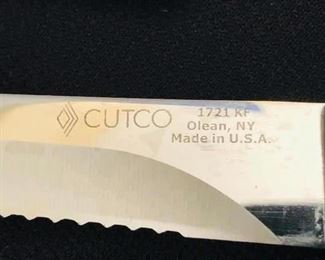 CUTCO
1721 KF
Olean, NY
Made in U.S.A.